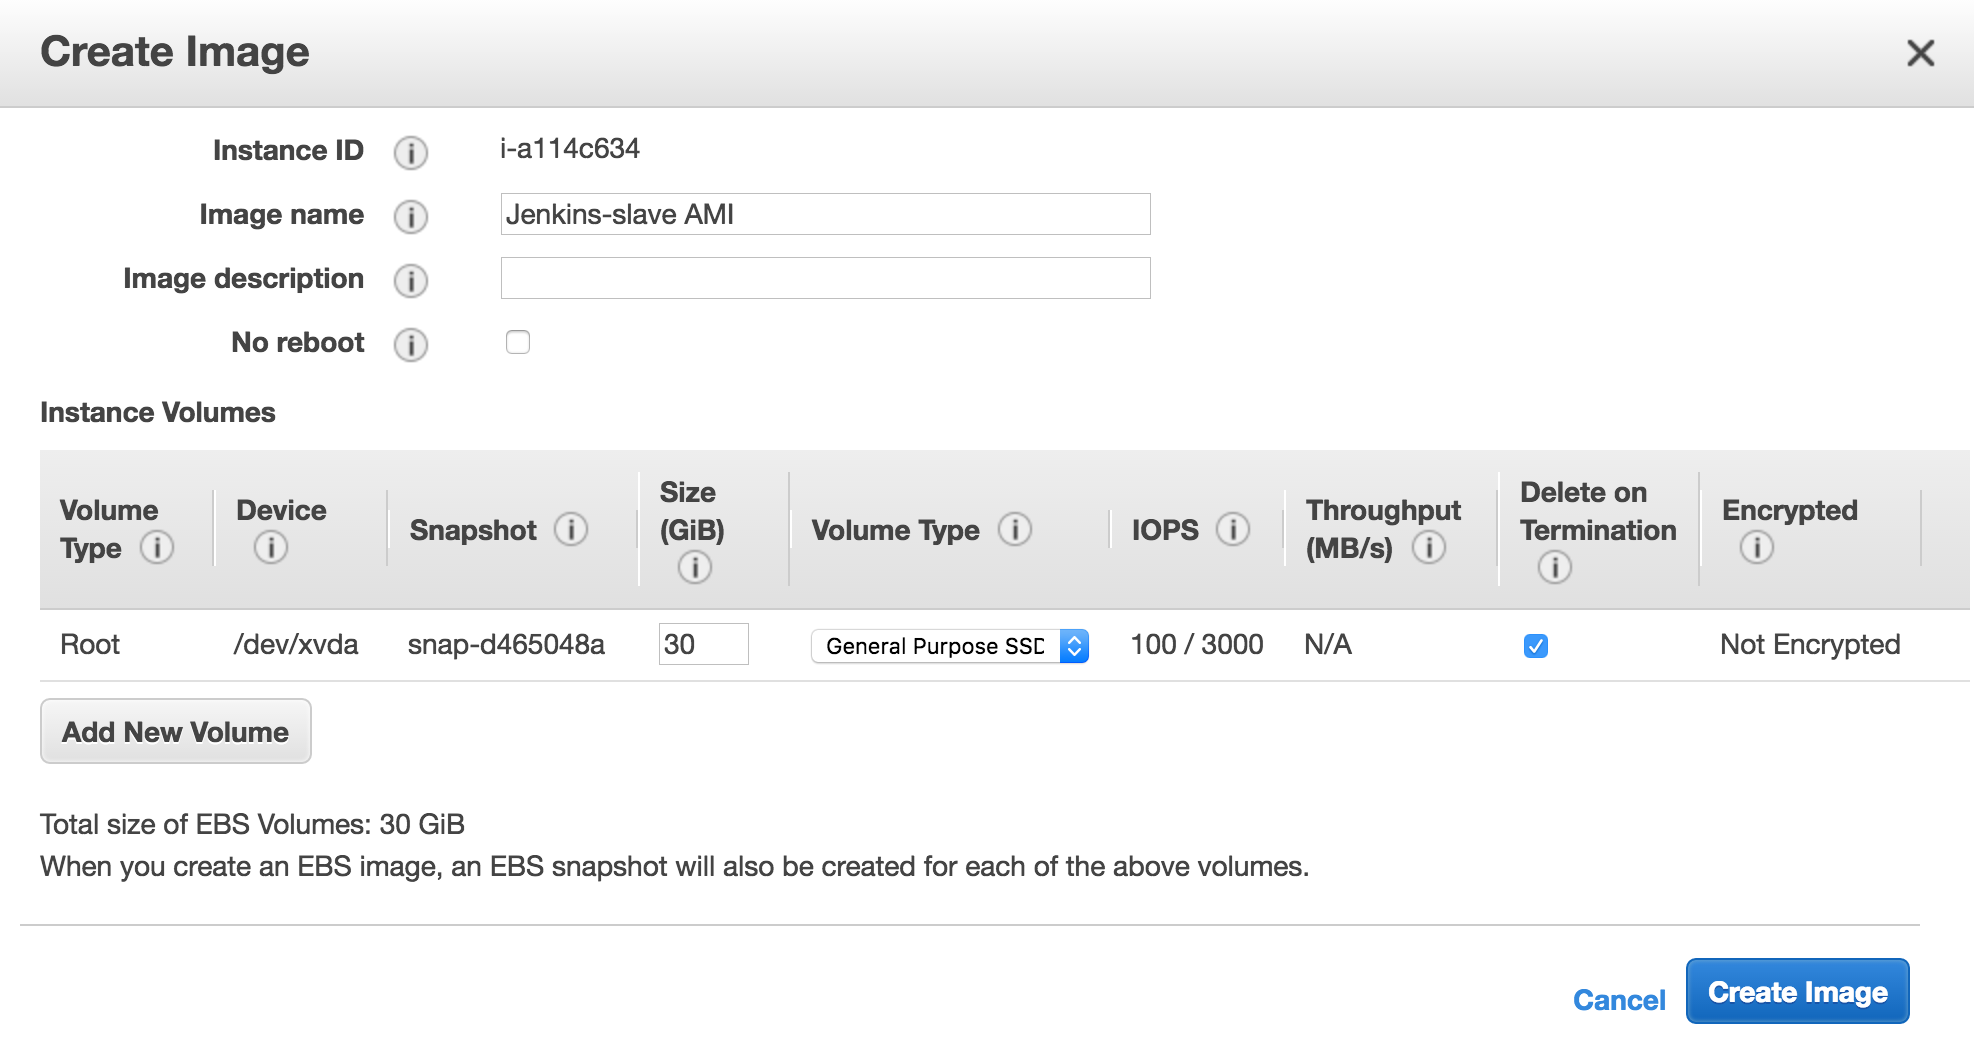 Create Image
Instance ID i-a114c634
Image name Jenkins-slave AMI
Image description
No reboot
Instance Volumes
Volume Type Device Snapshot Size (GiB) Volume Type IOPS Throughput (MB/s) Delete on Termination Encrypted
Root /dev/xvda snap-d465048a 30 General Purpose SSD 100 / 3000 N/A Not Encrypted
Add New Volume
Total size of EBS Volumes: 30 GiB
When you create an EBS image, an EBS snapshot will also be created for each of the above volumes.
Cancel Create Image